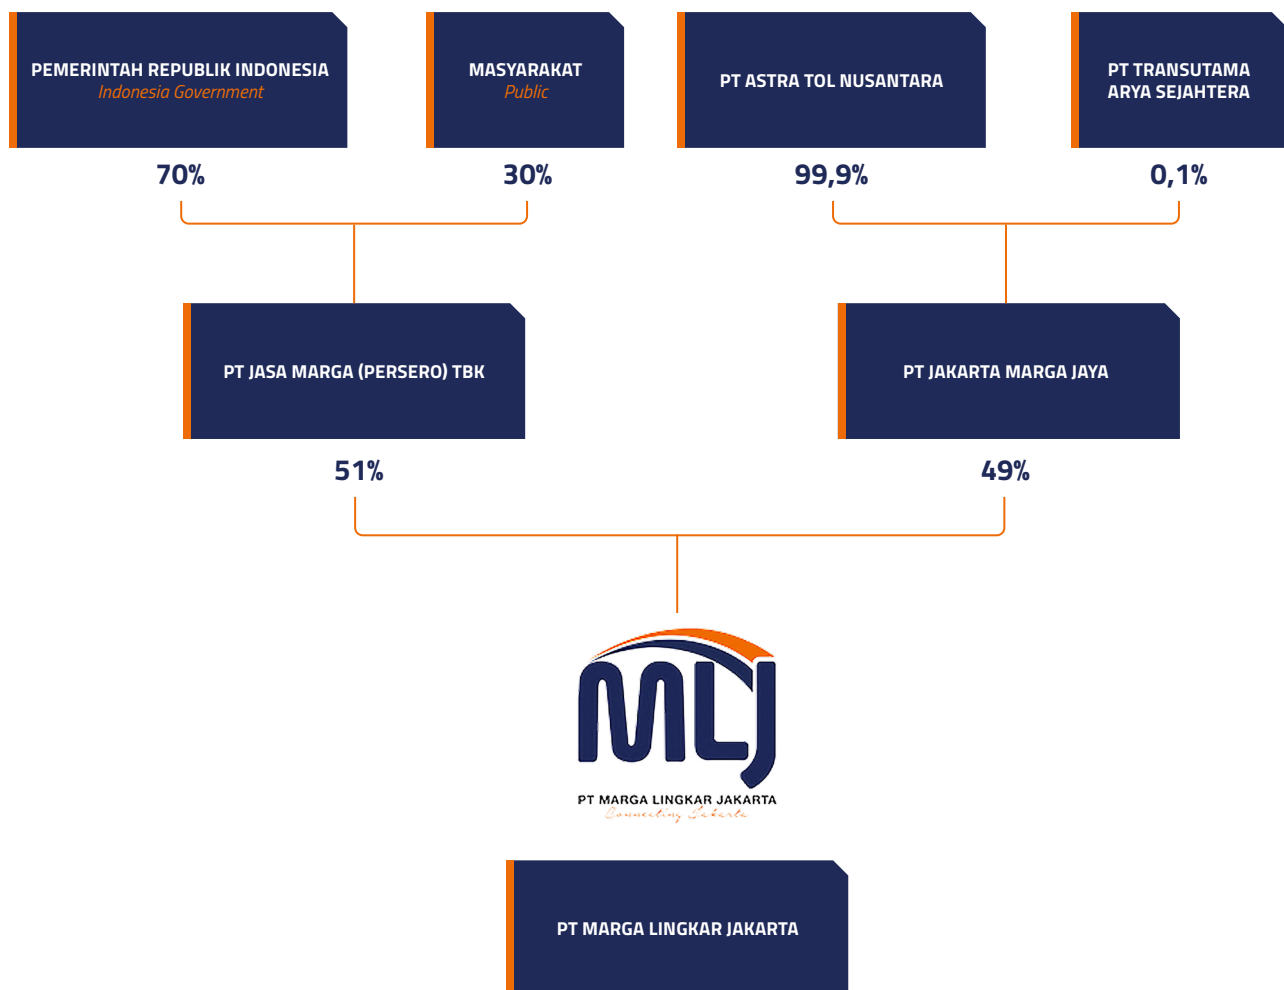 PEMERINTAH REPUBLIK INDONESIA
Indonesia Government
MASYARAKAT
Public
PT ASTRA TOL NUSANTARA
PT TRANSUTAMA
ARYA SEJAHTERA
70%
30%
99,9%
0,1%
PT JASA MARGA (PERSERO) TBK
PT JAKARTA MARGA JAYA
51%
49%
MLJ
PT MARGA LINGKAR JAKARTA
Connecting Jakarta
PT MARGA LINGKAR JAKARTA